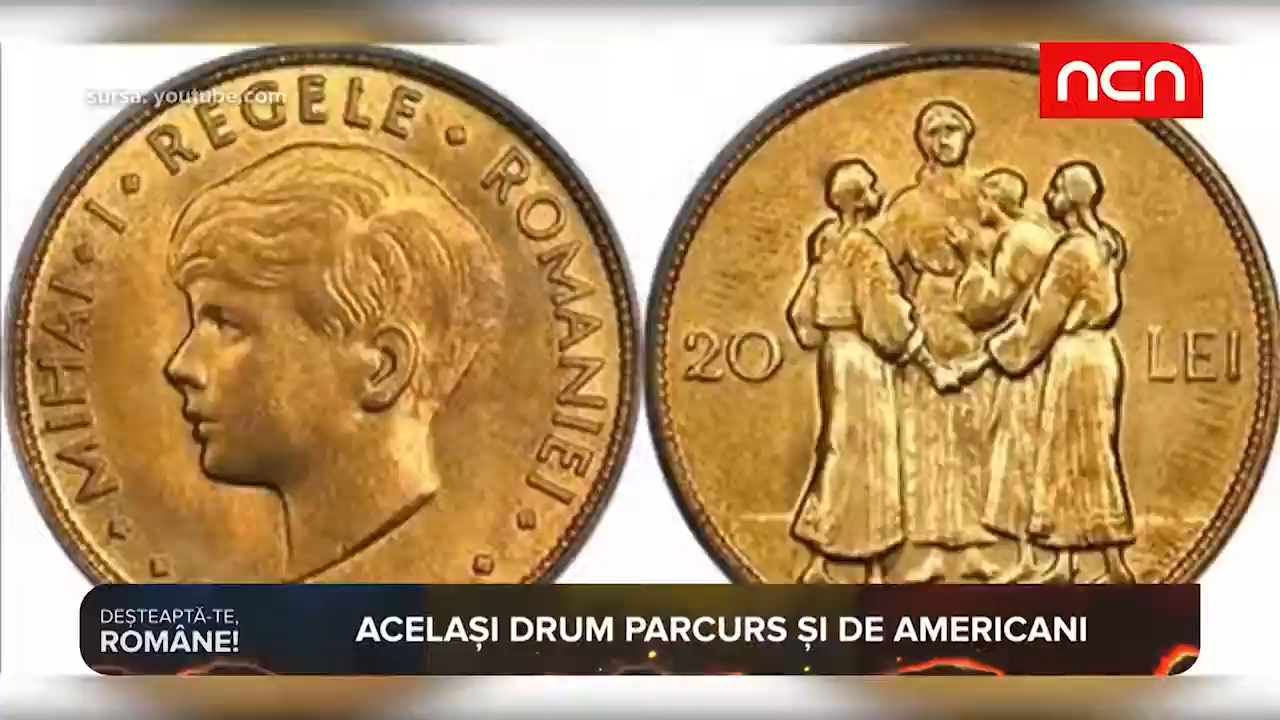 sursa: youtube.com
ncn
MIHAI · I · REGELE · ROMANIEI ·
20 LEI
DEȘTEAPTĂ-TE,
ROMÂNE!
ACELAȘI DRUM PARCURS ȘI DE AMERICANI